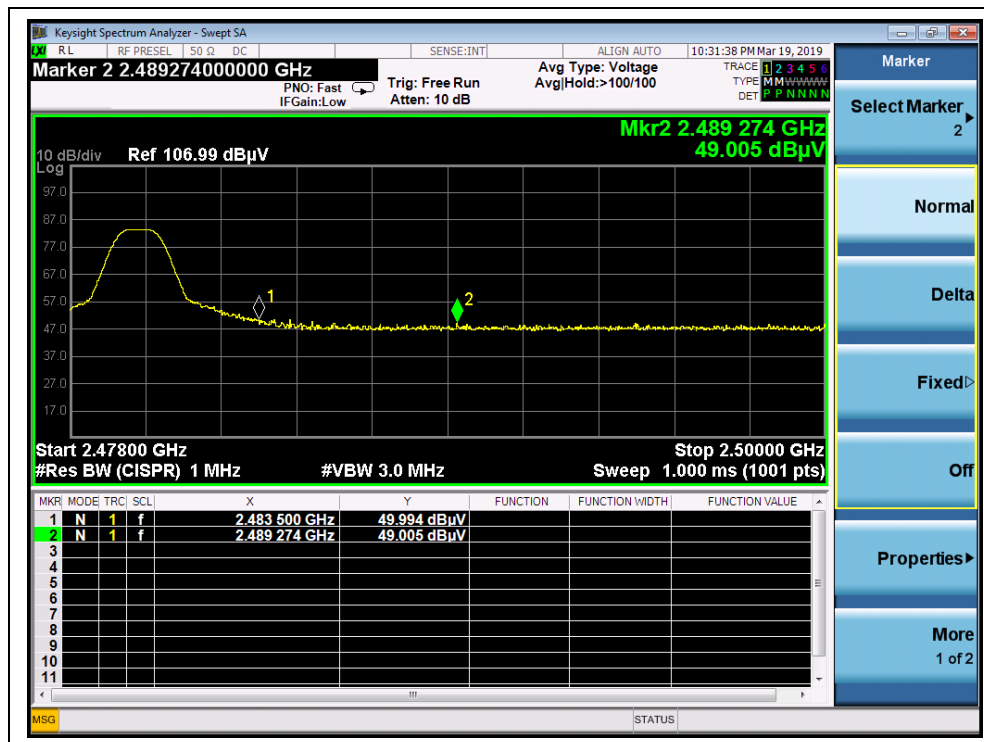 Keysight Spectrum Analyzer - Swept SA
LXI RL RF PRESEL 50 Ω DC SENSE:INT ALIGN AUTO 10:31:38 PM Mar 19, 2019
Marker 2 2.489274000000 GHz
PNO: Fast
IFGain:Low
Trig: Free Run
Atten: 10 dB
Avg Type: Voltage
Avg|Hold:>100/100
TRACE 1 2 3 4 5 6
TYPE M M W W W W
DET P P N N N N
Mkr2 2.489 274 GHz
49.005 dBµV
10 dB/div Ref 106.99 dBµV
Log
97.0
87.0
77.0
67.0
57.0
47.0
37.0
27.0
17.0
1
2
Start 2.47800 GHz Stop 2.50000 GHz
#Res BW (CISPR) 1 MHz #VBW 3.0 MHz Sweep 1.000 ms (1001 pts)
MKR MODE TRC SCL X Y FUNCTION FUNCTION WIDTH FUNCTION VALUE
1 N 1 f 2.483 500 GHz 49.994 dBµV
2 N 1 f 2.489 274 GHz 49.005 dBµV
3
4
5
6
7
8
9
10
11
MSG STATUS
Marker
Select Marker
2
Normal
Delta
Fixed
Off
Properties
More
1 of 2